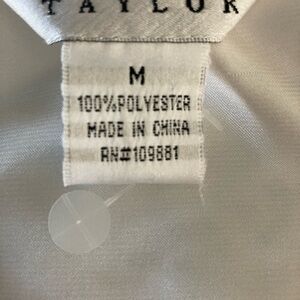 TAYLOR
M
100%POLYESTER
MADE IN CHINA
RN#109881